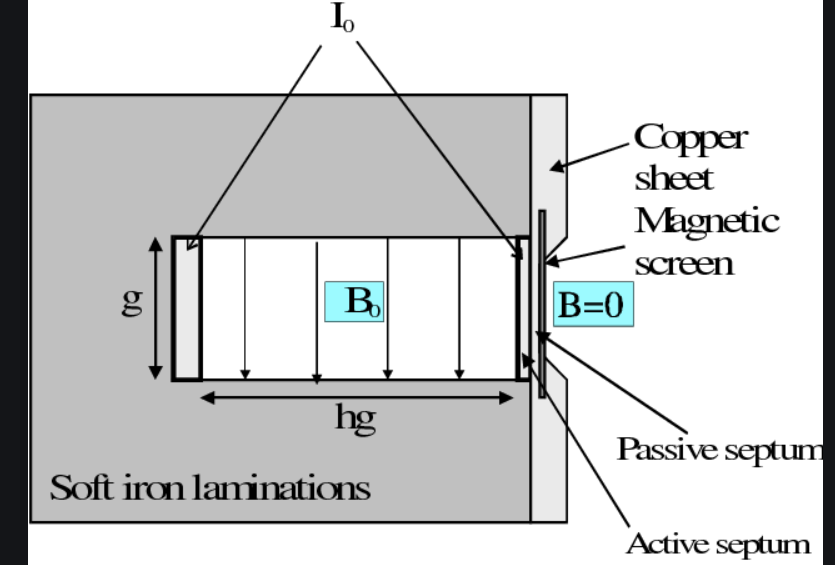 I₀
Copper
sheet
Magnetic
screen
g
B₀
B=0
hg
Passive septum
Soft iron laminations
Active septum